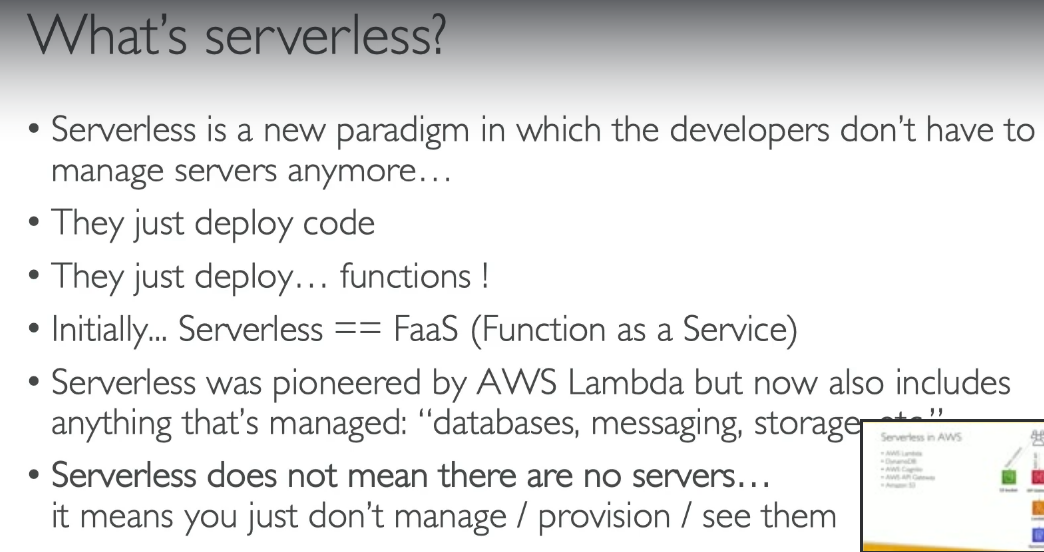 What's serverless?
• Serverless is a new paradigm in which the developers don't have to
manage servers anymore…
• They just deploy code
• They just deploy… functions !
• Initially... Serverless == FaaS (Function as a Service)
• Serverless was pioneered by AWS Lambda but now also includes
anything that's managed: “databases, messaging, storage, etc.”
• Serverless does not mean there are no servers…
it means you just don't manage / provision / see them
Serverless in AWS
• AWS Lambda
• DynamoDB
• AWS Cognito
• AWS API Gateway
• Amazon S3